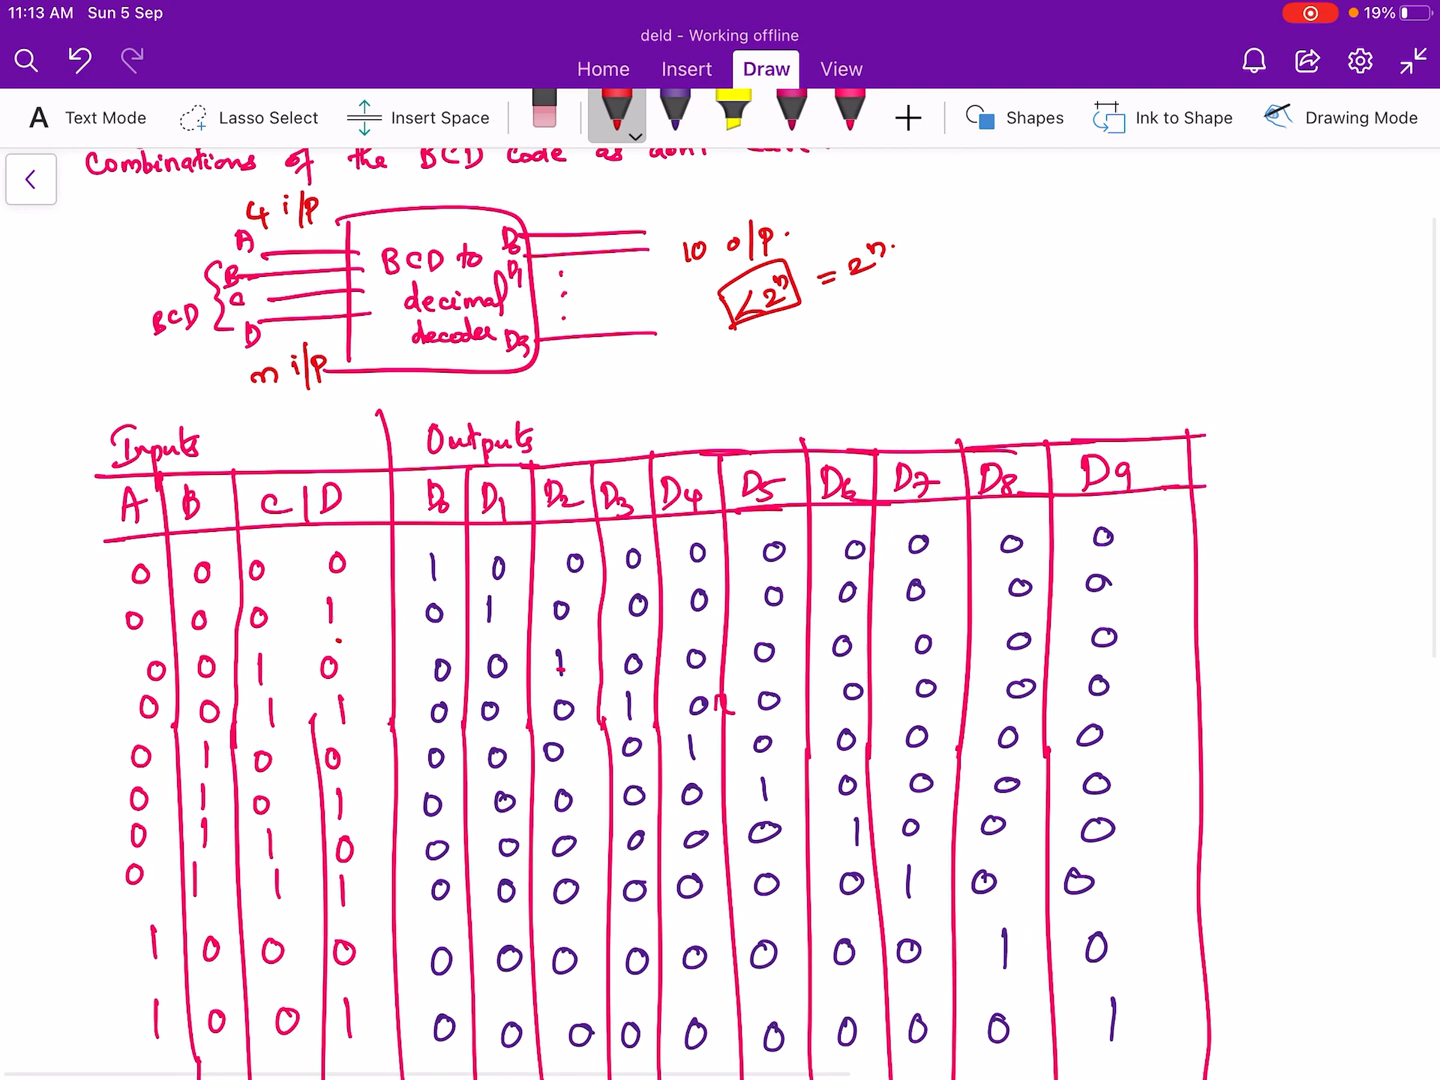 11:13 AM Sun 5 Sep
19%
deld - Working offline
Home Insert Draw View
A Text Mode Lasso Select Insert Space Shapes Ink to Shape Drawing Mode
Combinations of the BCD code as don't
4 i/p
A
B
C
D
BCD
n i/p
BCD to
decimal
decoder
D0
D1
D9
10 o/p.
<2^n = 2^n.
Inputs Outputs
A B C D D0 D1 D2 D3 D4 D5 D6 D7 D8 D9
0 0 0 0 1 0 0 0 0 0 0 0 0 0
0 0 0 1 0 1 0 0 0 0 0 0 0 0
0 0 1 0 0 0 1 0 0 0 0 0 0 0
0 0 1 1 0 0 0 1 0 0 0 0 0 0
0 1 0 0 0 0 0 0 1 0 0 0 0 0
0 1 0 1 0 0 0 0 0 1 0 0 0 0
0 1 1 0 0 0 0 0 0 0 1 0 0 0
0 1 1 1 0 0 0 0 0 0 0 1 0 0
1 0 0 0 0 0 0 0 0 0 0 0 1 0
1 0 0 1 0 0 0 0 0 0 0 0 0 1